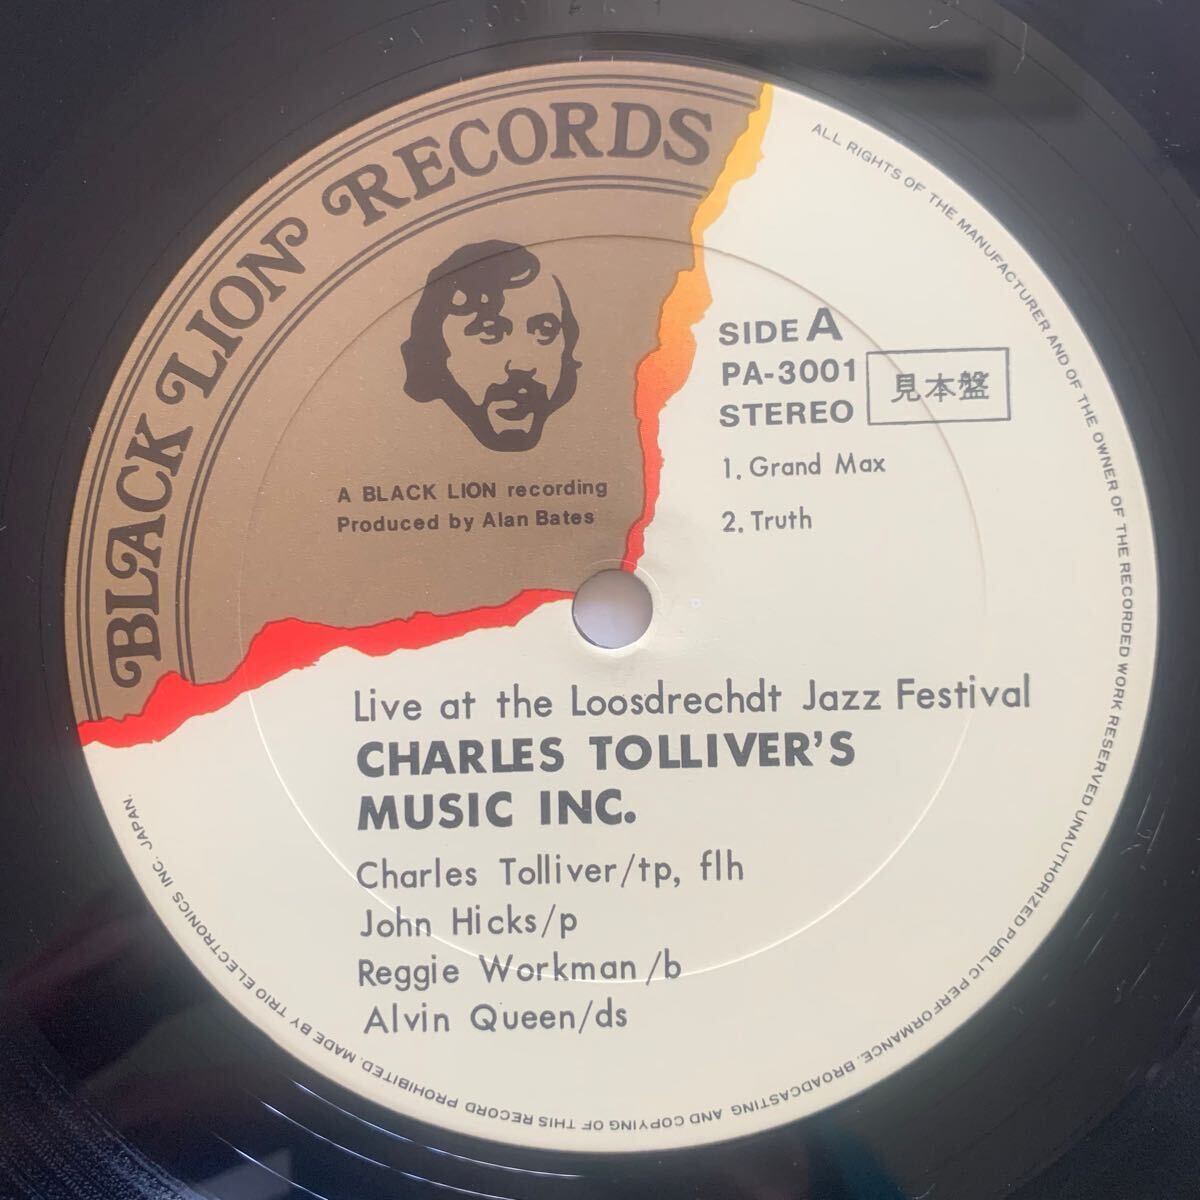 BLACK LION RECORDS
ALL RIGHTS OF THE MANUFACTURER AND OF THE OWNER OF THE RECORDED WORK RESERVED UNAUTHORIZED PUBLIC PERFORMANCE. BROADCASTING AND COPYING OF THIS RECORD PROHIBITED. MADE BY TRIO ELECTRONICS INC. JAPAN.
A BLACK LION recording
Produced by Alan Bates
SIDE A
PA-3001
STEREO
見本盤
1. Grand Max
2. Truth
Live at the Loosdrechdt Jazz Festival
CHARLES TOLLIVER'S
MUSIC INC.
Charles Tolliver/tp, flh
John Hicks/p
Reggie Workman/b
Alvin Queen/ds